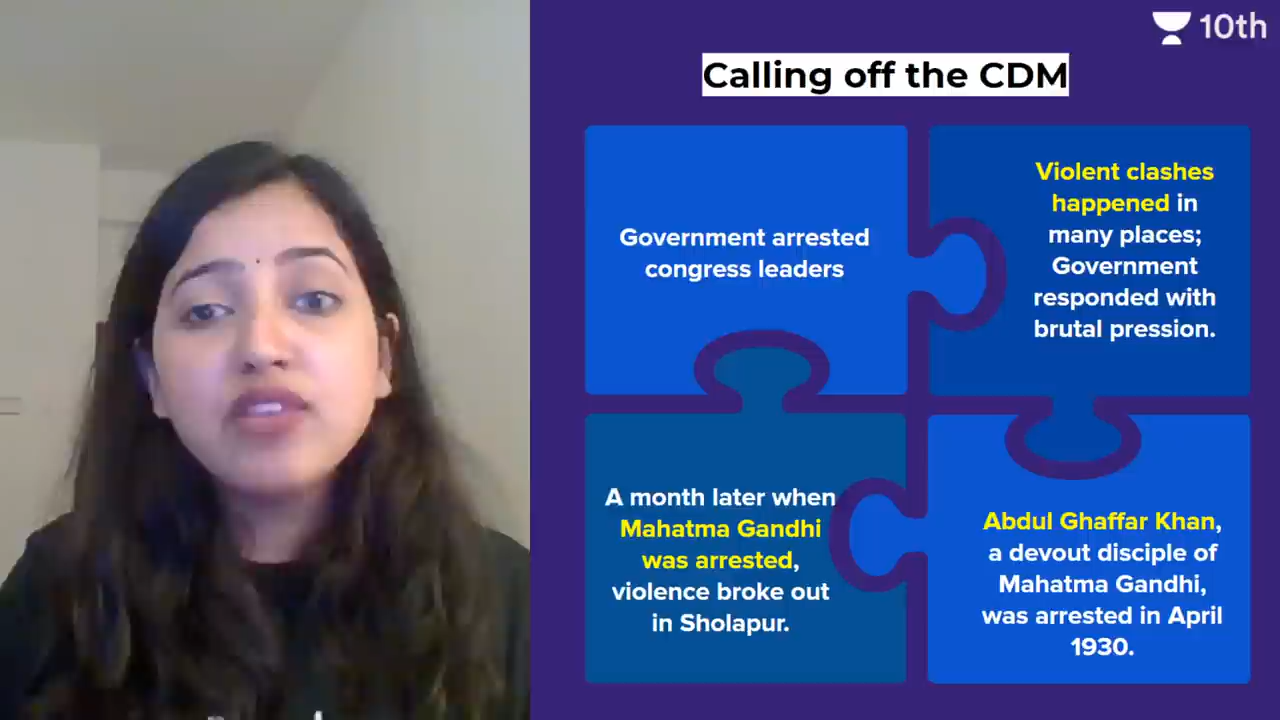 10th
Calling off the CDM
Government arrested
congress leaders
Violent clashes
happened in
many places;
Government
responded with
brutal pression.
A month later when
Mahatma Gandhi
was arrested,
violence broke out
in Sholapur.
Abdul Ghaffar Khan,
a devout disciple of
Mahatma Gandhi,
was arrested in April
1930.